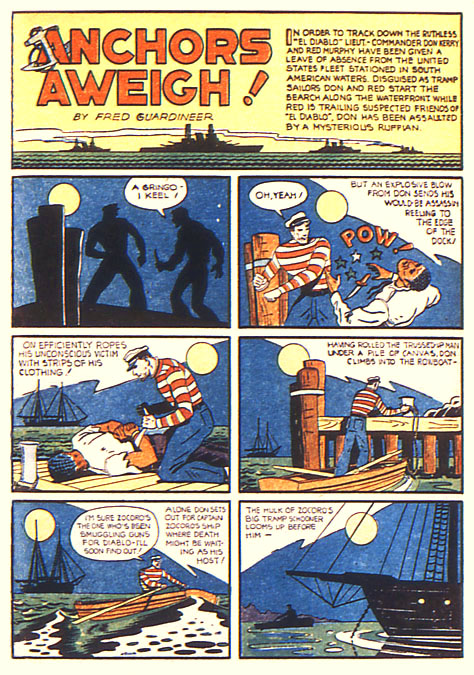 ANCHORS
AWEIGH!
BY FRED GUARDINEER
IN ORDER TO TRACK DOWN THE RUTHLESS
"EL DIABLO" LIEUT.- COMMANDER DON KERRY
AND RED MURPHY HAVE BEEN GIVEN A
LEAVE OF ABSENCE FROM THE UNITED
STATES FLEET STATIONED IN SOUTH
AMERICAN WATERS. DISGUISED AS TRAMP
SAILORS DON AND RED START THE
SEARCH ALONG THE WATERFRONT WHILE
RED IS TRAILING SUSPECTED FRIENDS OF
"EL DIABLO", DON HAS BEEN ASSAULTED
BY A MYSTERIOUS RUFFIAN.
A GRINGO-
I KEEL!
OH, YEAH!
BUT AN EXPLOSIVE BLOW
FROM DON SENDS HIS
WOULD BE ASSASSIN
REELING TO
THE EDGE
OF THE
DOCK!
POW!
ON EFFICIENTLY ROPES
HIS UNCONSCIOUS VICTIM
WITH STRIPS OF HIS
CLOTHING!
HAVING ROLLED THE TRUSSED-UP MAN
UNDER A PILE OF CANVAS, DON
CLIMBS INTO THE ROWBOAT-
I'M SURE ZOCORO'S
THE ONE WHO'S BEEN
SMUGGLING GUNS
FOR DIABLO-I'LL
SOON FIND OUT!
ALONE DON SETS
OUT FOR CAPTAIN
ZOCORO'S SHIP
WHERE DEATH
MIGHT BE WAIT-
ING AS HIS
HOST!
THE HULK OF ZOCORO'S
BIG TRAMP SCHOONER
LOOMS UP BEFORE
HIM-